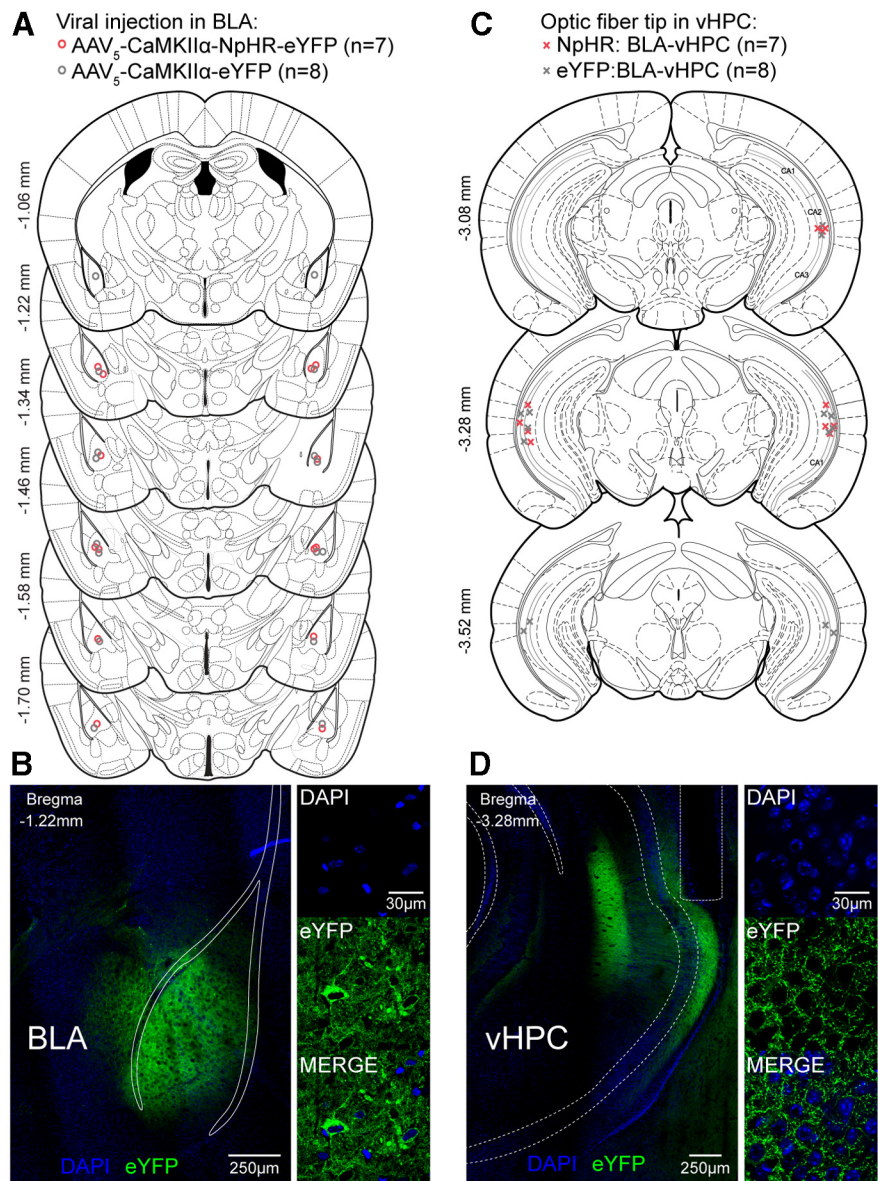 A
Viral injection in BLA:
AAV5-CaMKIIα-NpHR-eYFP (n=7)
AAV5-CaMKIIα-eYFP (n=8)
-1.06 mm
-1.22 mm
-1.34 mm
-1.46 mm
-1.58 mm
-1.70 mm
C
Optic fiber tip in vHPC:
NpHR: BLA-vHPC (n=7)
eYFP:BLA-vHPC (n=8)
-3.08 mm
CA1
CA2
CA3
-3.28 mm
CA1
-3.52 mm
B
Bregma
-1.22mm
BLA
DAPI eYFP
250µm
DAPI
30µm
eYFP
MERGE
D
Bregma
-3.28mm
vHPC
DAPI eYFP
250µm
DAPI
30µm
eYFP
MERGE